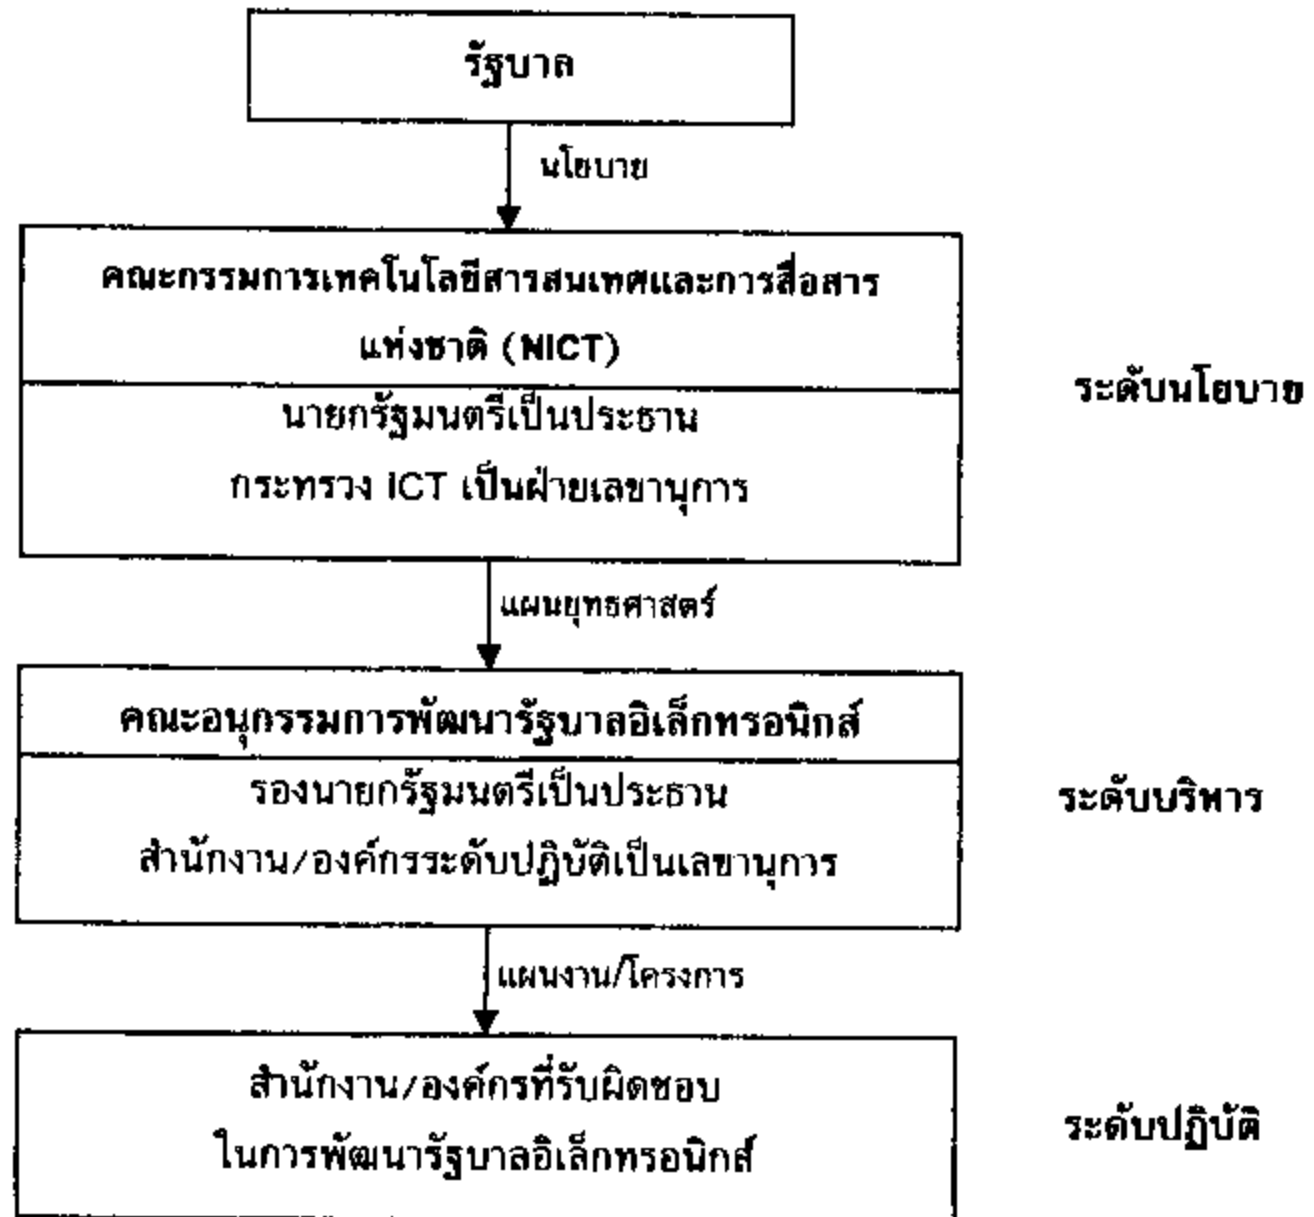 รัฐบาล
นโยบาย
คณะกรรมการเทคโนโลยีสารสนเทศและการสื่อสาร
แห่งชาติ (NICT)
ระดับนโยบาย
นายกรัฐมนตรีเป็นประธาน
กระทรวง ICT เป็นฝ่ายเลขานุการ
แผนยุทธศาสตร์
คณะอนุกรรมการพัฒนารัฐบาลอิเล็กทรอนิกส์
รองนายกรัฐมนตรีเป็นประธาน
ระดับบริหาร
สำนักงาน/องค์กรระดับปฏิบัติเป็นเลขานุการ
แผนงาน/โครงการ
สำนักงาน/องค์กรที่รับผิดชอบ
ระดับปฏิบัติ
ในการพัฒนารัฐบาลอิเล็กทรอนิกส์